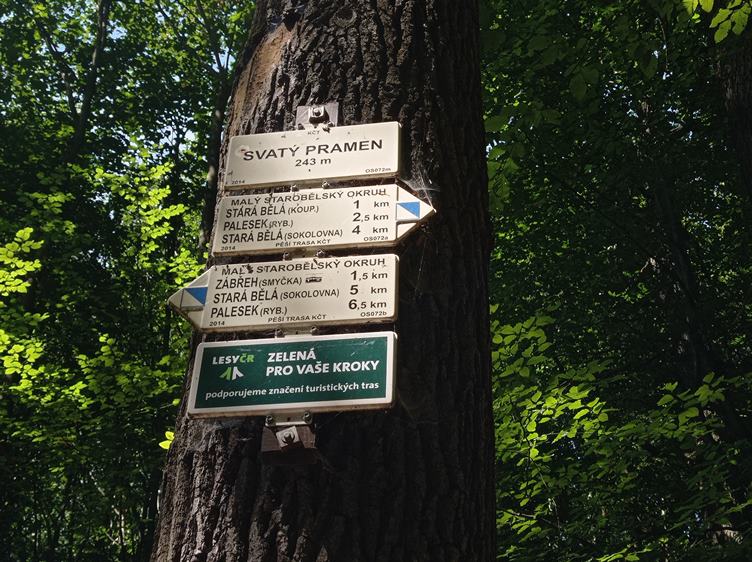 KČT
SVATÝ PRAMEN
243 m
2014 OS072m
MALÝ STAROBĚLSKÝ OKRUH
STARÁ BĚLÁ (KOUP.) 1 km
PALESEK (RYB.) 2,5 km
STARÁ BĚLÁ (SOKOLOVNA) 4 km
2014 PĚŠÍ TRASA KČT OS072a
MALÝ STAROBĚLSKÝ OKRUH
ZÁBŘEH (SMYČKA) 1,5 km
STARÁ BĚLÁ (SOKOLOVNA) 5 km
PALESEK (RYB.) 6,5 km
2014 PĚŠÍ TRASA KČT OS072b
LESY ČR ZELENÁ
PRO VAŠE KROKY
podporujeme značení turistických tras